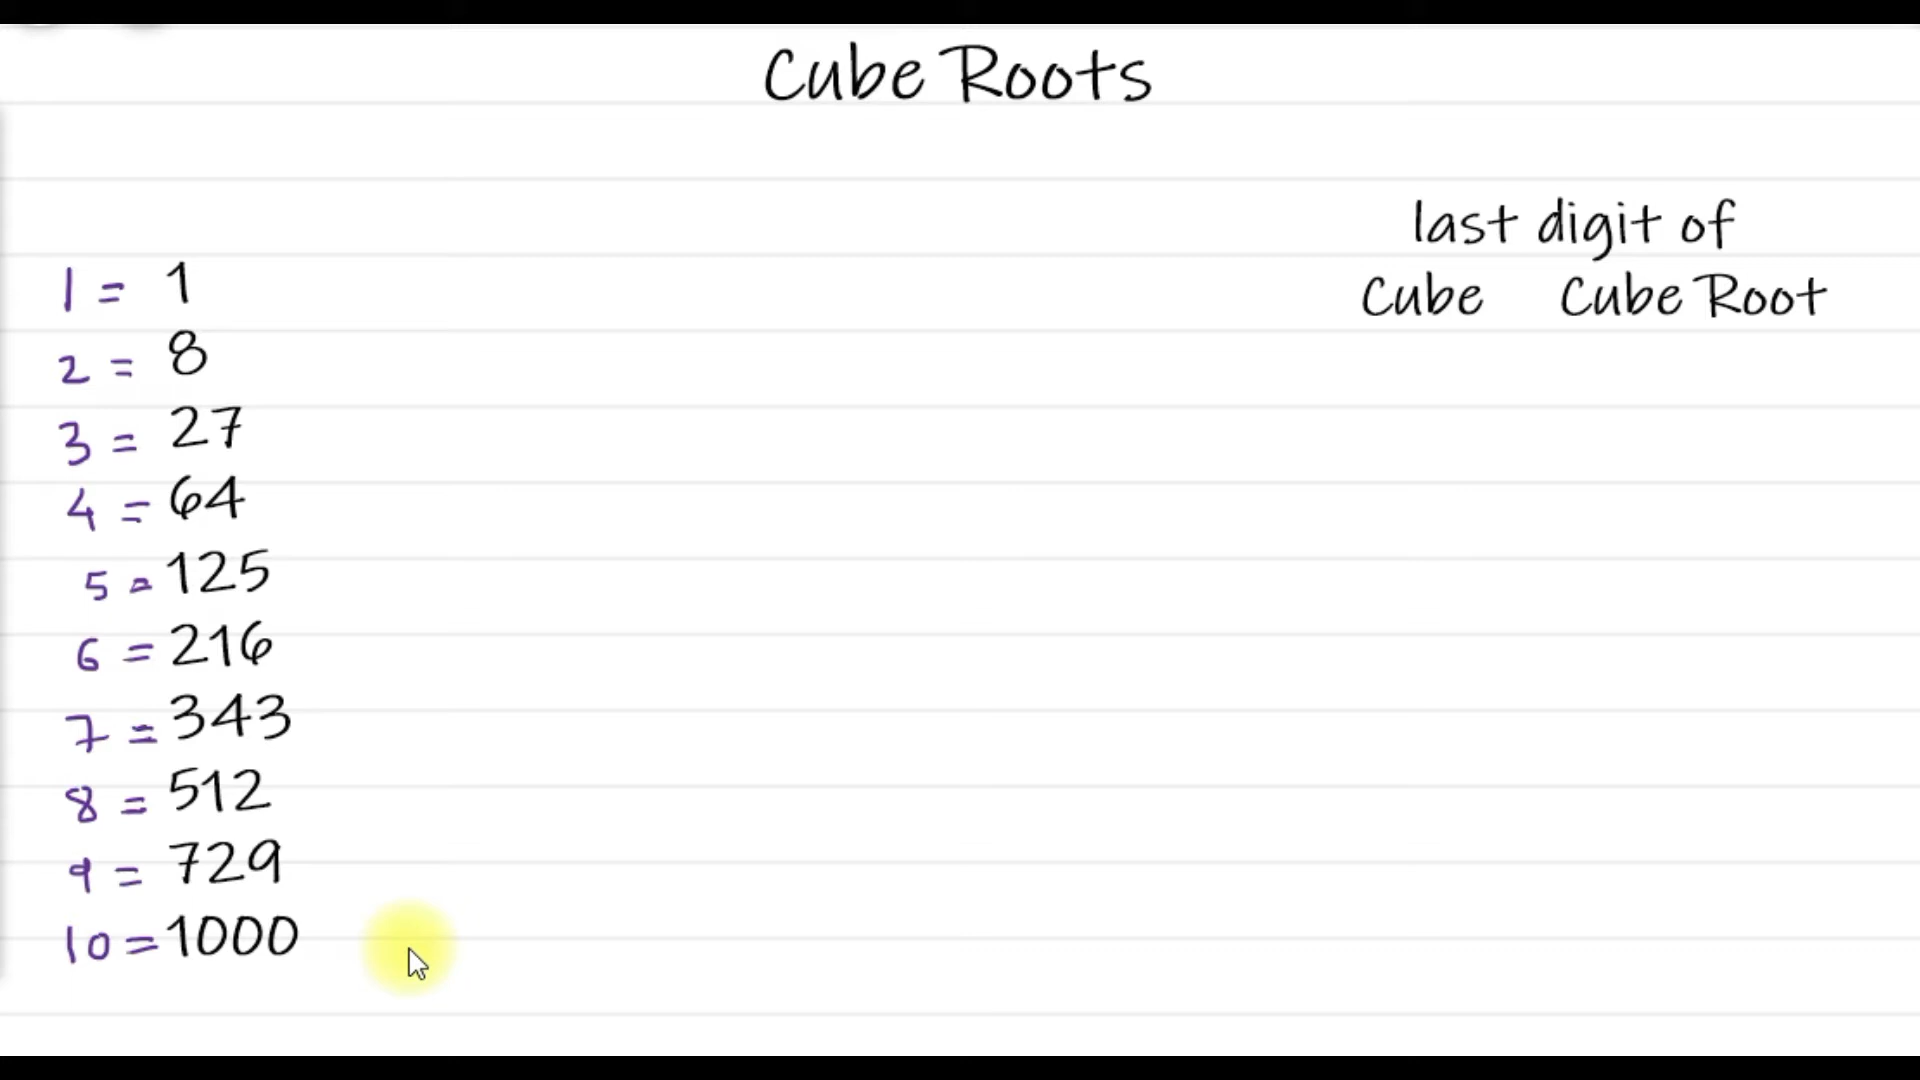 Cube Roots
last digit of
Cube Cube Root
1 = 1
2 = 8
3 = 27
4 = 64
5 = 125
6 = 216
7 = 343
8 = 512
9 = 729
10 = 1000